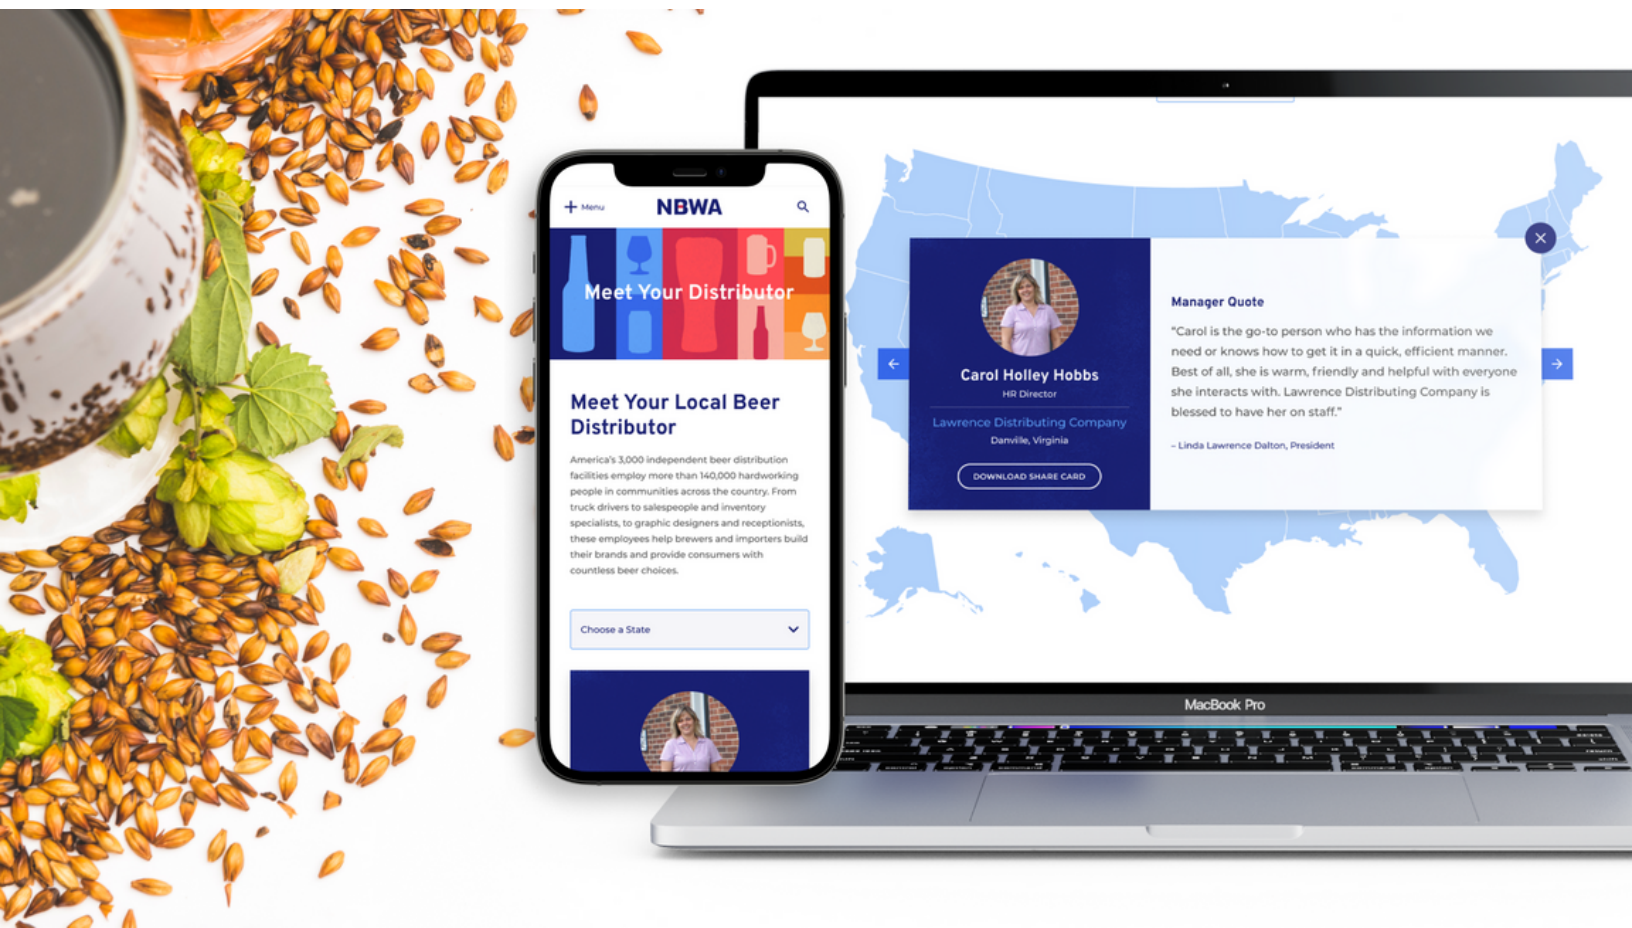 + Menu
NBWA
Meet Your Distributor
Meet Your Local Beer
Distributor
America's 3,000 independent beer distribution
facilities employ more than 140,000 hardworking
people in communities across the country. From
truck drivers to salespeople and inventory
specialists, to graphic designers and receptionists,
these employees help brewers and importers build
their brands and provide consumers with
countless beer choices.
Choose a State
Carol Holley Hobbs
HR Director
Lawrence Distributing Company
Danville, Virginia
DOWNLOAD SHARE CARD
Manager Quote
“Carol is the go-to person who has the information we
need or knows how to get it in a quick, efficient manner.
Best of all, she is warm, friendly and helpful with everyone
she interacts with. Lawrence Distributing Company is
blessed to have her on staff.”
– Linda Lawrence Dalton, President
MacBook Pro